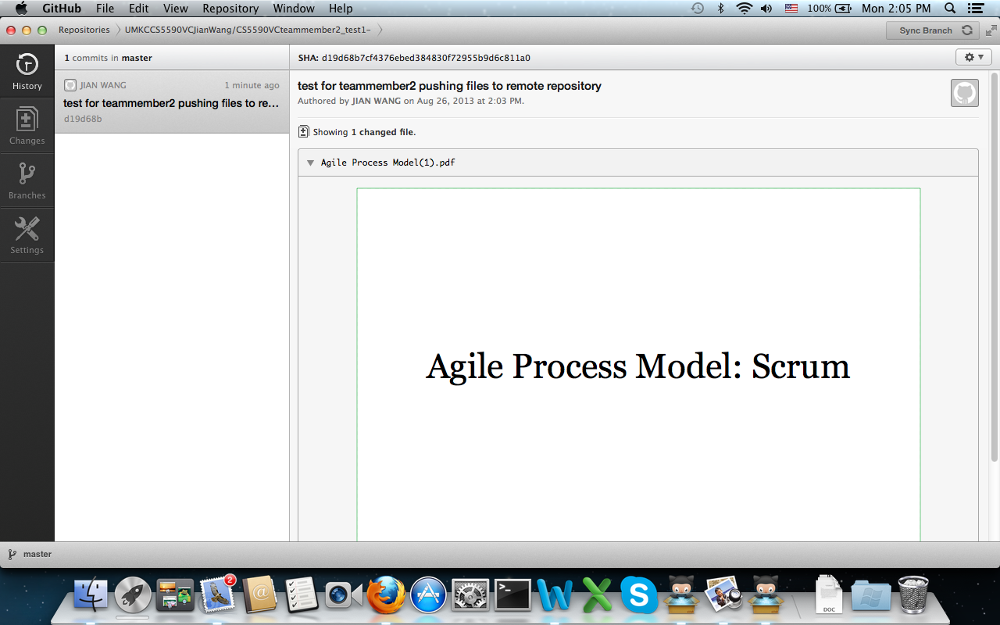 GitHub File Edit View Repository Window Help 100% Mon 2:05 PM
Repositories UMKCCS5590VCJianWang/CS5590VCteammember2_test1- Sync Branch
1 commits in master
SHA: d19d68b7cf4376ebed384830f72955b9d6c811a0
History
Changes
Branches
Settings
JIAN WANG 1 minute ago
test for teammember2 pushing files to re...
d19d68b
test for teammember2 pushing files to remote repository
Authored by JIAN WANG on Aug 26, 2013 at 2:03 PM.
Showing 1 changed file.
Agile Process Model(1).pdf
Agile Process Model: Scrum
master
2
DOC